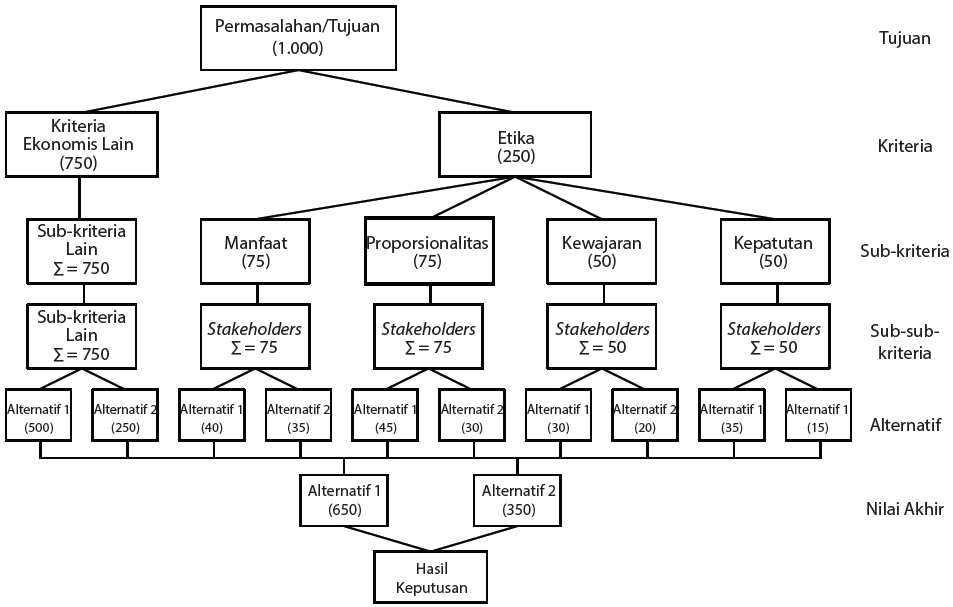 Permasalahan/Tujuan
(1.000)
Tujuan
Kriteria
Ekonomis Lain
(750)
Etika
(250)
Kriteria
Sub-kriteria
Lain
∑ = 750
Manfaat
(75)
Proporsionalitas
(75)
Kewajaran
(50)
Kepatutan
(50)
Sub-kriteria
Sub-kriteria
Lain
∑ = 750
Stakeholders
∑ = 75
Stakeholders
∑ = 75
Stakeholders
∑ = 50
Stakeholders
∑ = 50
Sub-sub-
kriteria
Alternatif 1
(500)
Alternatif 2
(250)
Alternatif 1
(40)
Alternatif 2
(35)
Alternatif 1
(45)
Alternatif 2
(30)
Alternatif 1
(30)
Alternatif 2
(20)
Alternatif 1
(35)
Alternatif 1
(15)
Alternatif
Alternatif 1
(650)
Alternatif 2
(350)
Nilai Akhir
Hasil
Keputusan